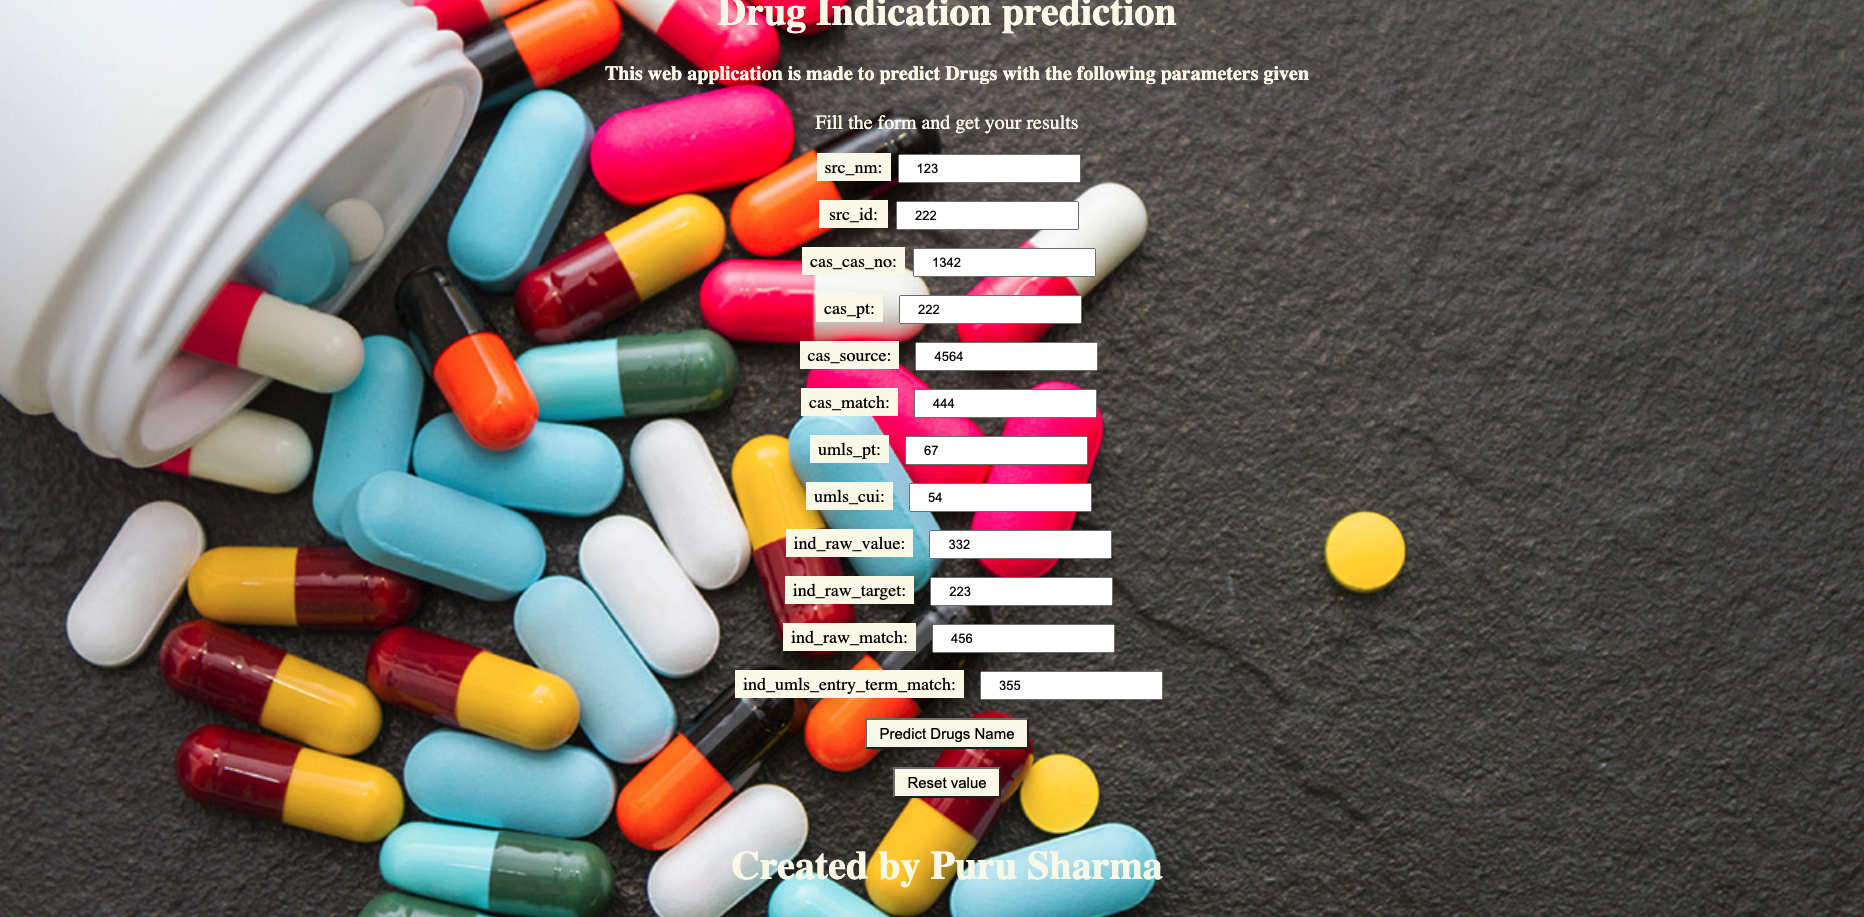 Drug Indication prediction
This web application is made to predict Drugs with the following parameters given
Fill the form and get your results
src_nm: 123
src_id: 222
cas_cas_no: 1342
cas_pt: 222
cas_source: 4564
cas_match: 444
umls_pt: 67
umls_cui: 54
ind_raw_value: 332
ind_raw_target: 223
ind_raw_match: 456
ind_umls_entry_term_match: 355
Predict Drugs Name
Reset value
Created by Puru Sharma